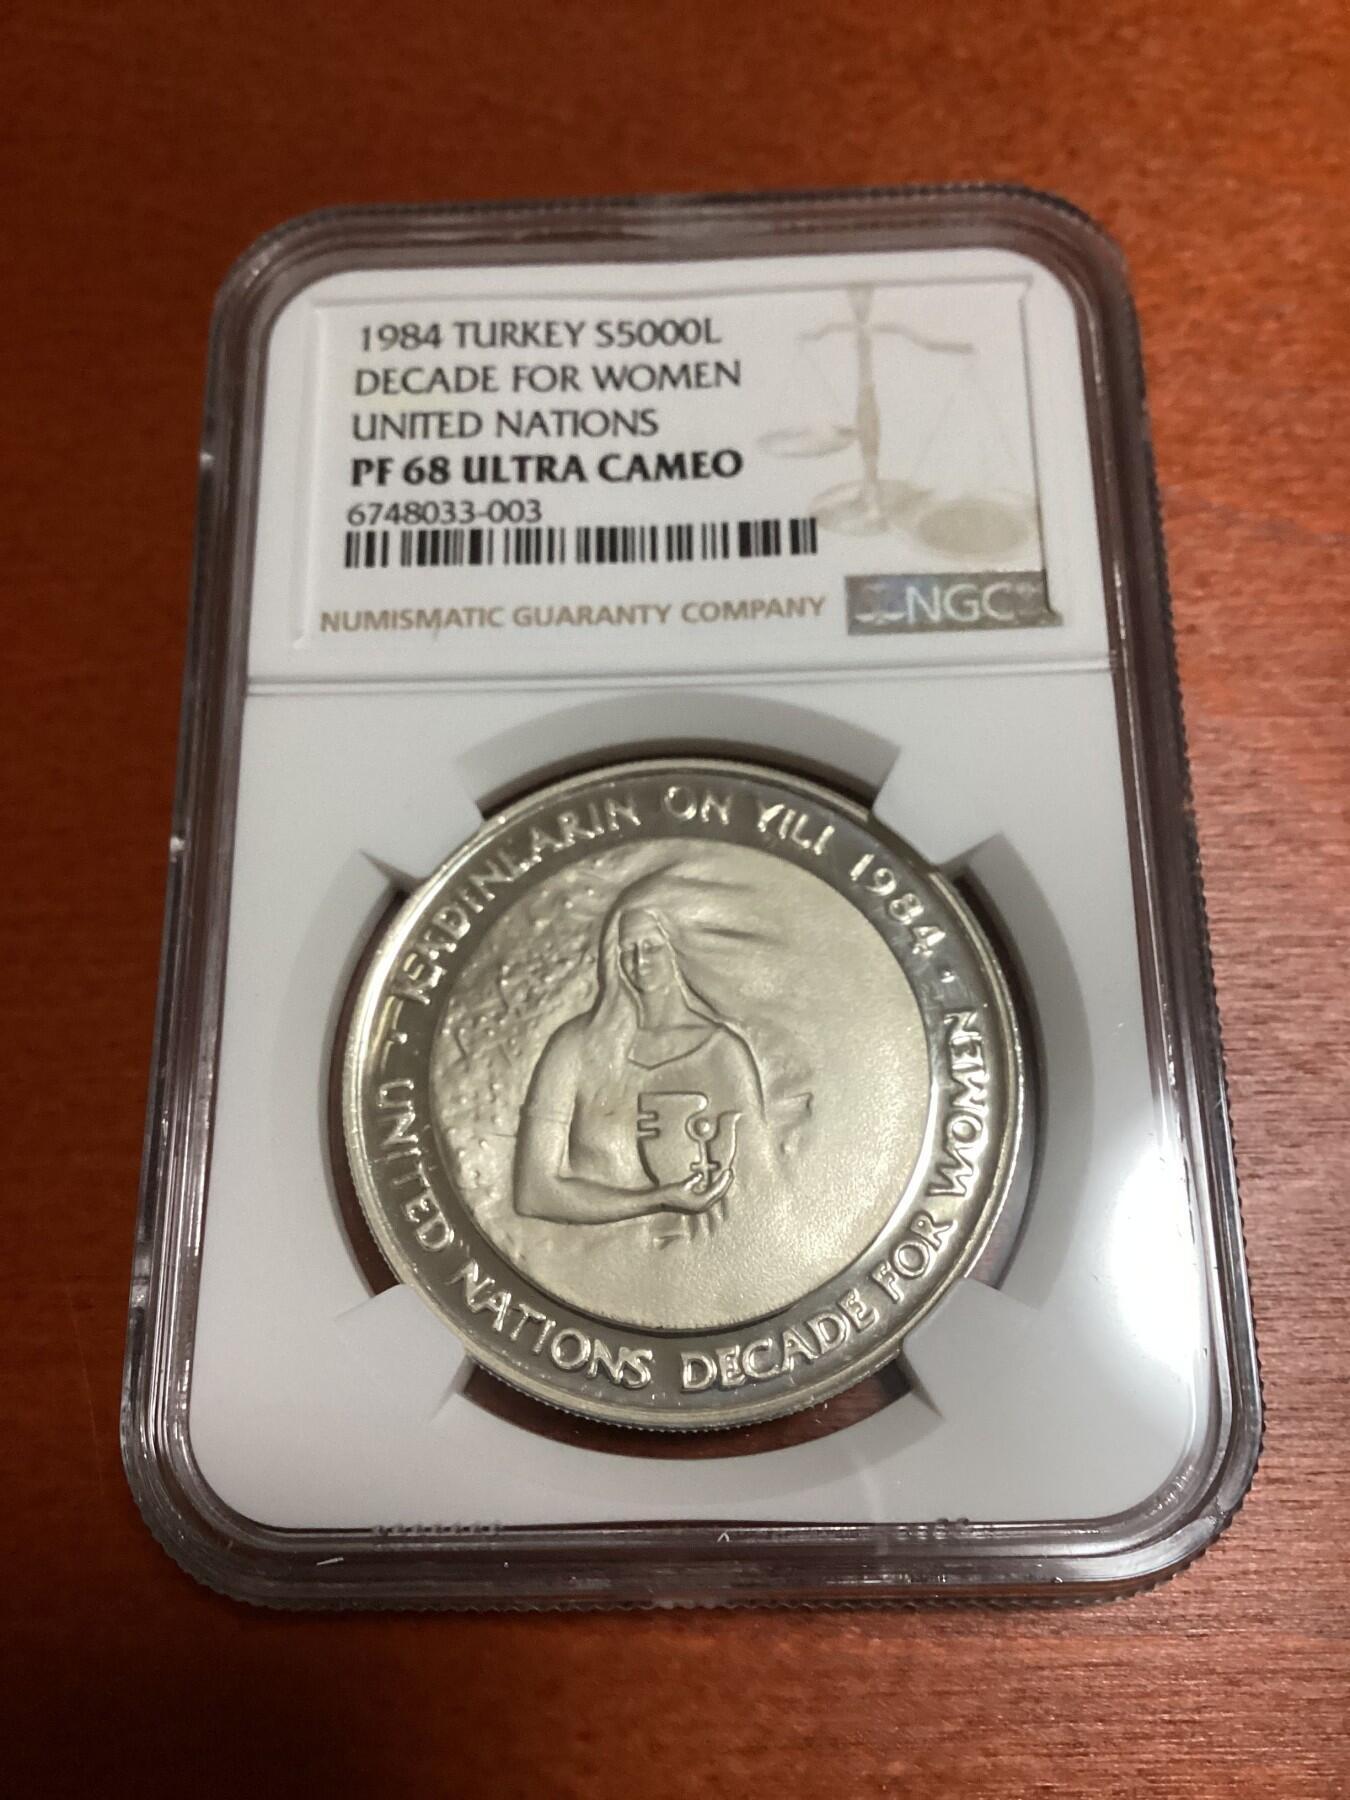 1984 TURKEY S5000L
DECADE FOR WOMEN
UNITED NATIONS
PF 68 ULTRA CAMEO
6748033-003
NUMISMATIC GUARANTY COMPANY
NGC
KADINLARIN ON YILI 1984 ·
UNITED NATIONS DECADE FOR WOMEN